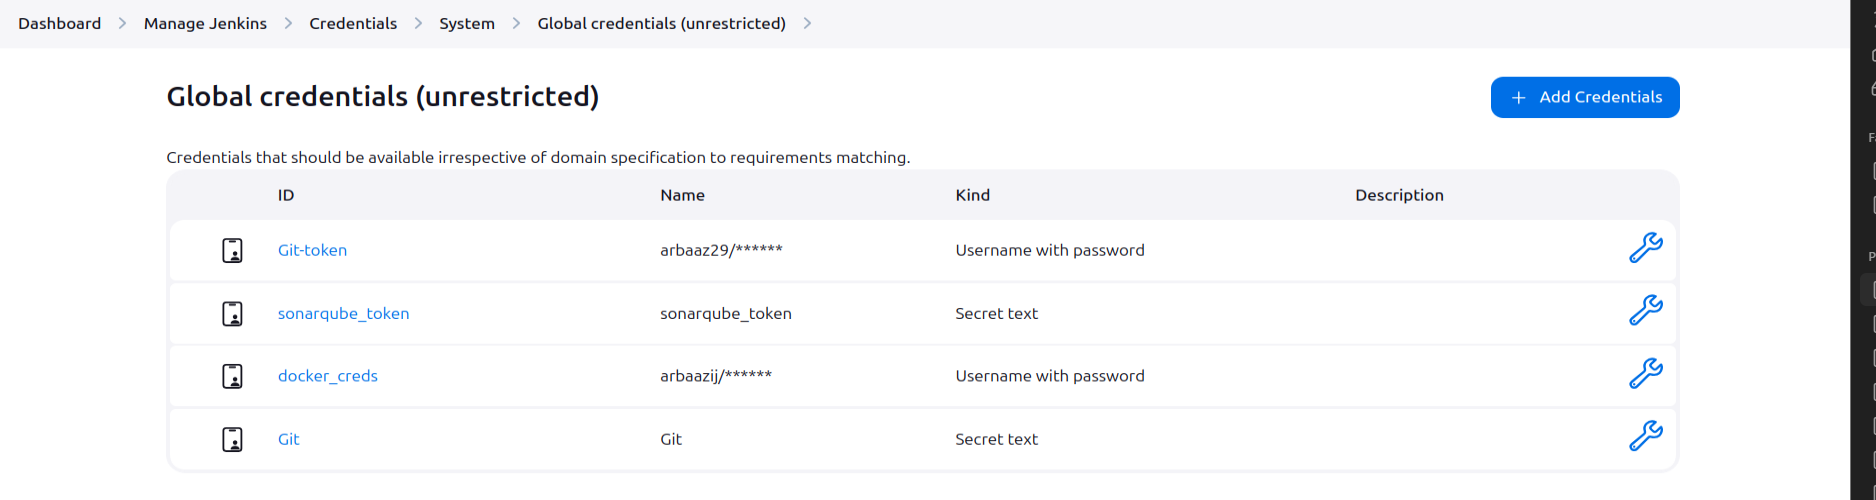 Dashboard > Manage Jenkins > Credentials > System > Global credentials (unrestricted) >
Global credentials (unrestricted)
+ Add Credentials
Credentials that should be available irrespective of domain specification to requirements matching.
ID Name Kind Description
Git-token arbaaz29/****** Username with password
sonarqube_token sonarqube_token Secret text
docker_creds arbaazij/****** Username with password
Git Git Secret text